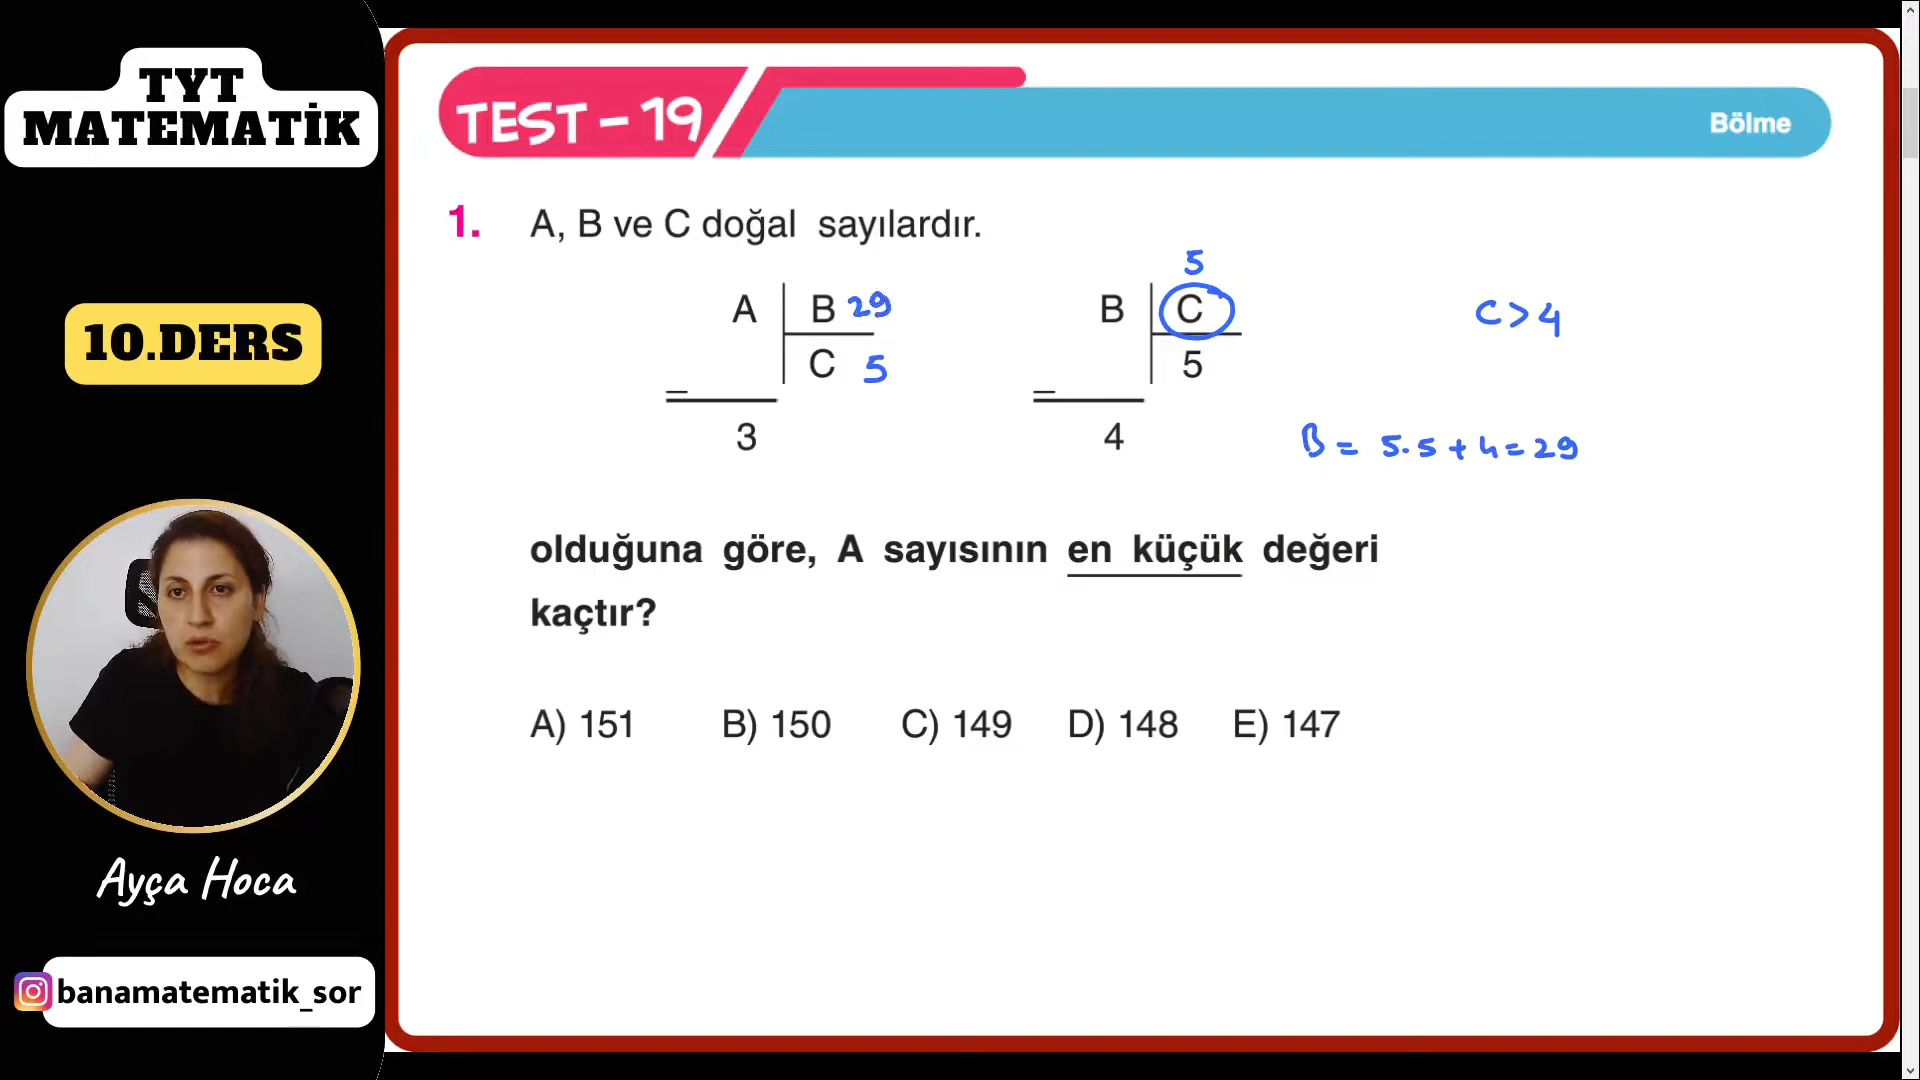 TYT
MATEMATİK
10.DERS
Ayça Hoca
banamatematik_sor
TEST - 19
Bölme
1. A, B ve C doğal sayılardır.
5
A B 29 B C C > 4
C 5 5
3 4 B = 5.5 + 4 = 29
olduğuna göre, A sayısının en küçük değeri
kaçtır?
A) 151 B) 150 C) 149 D) 148 E) 147